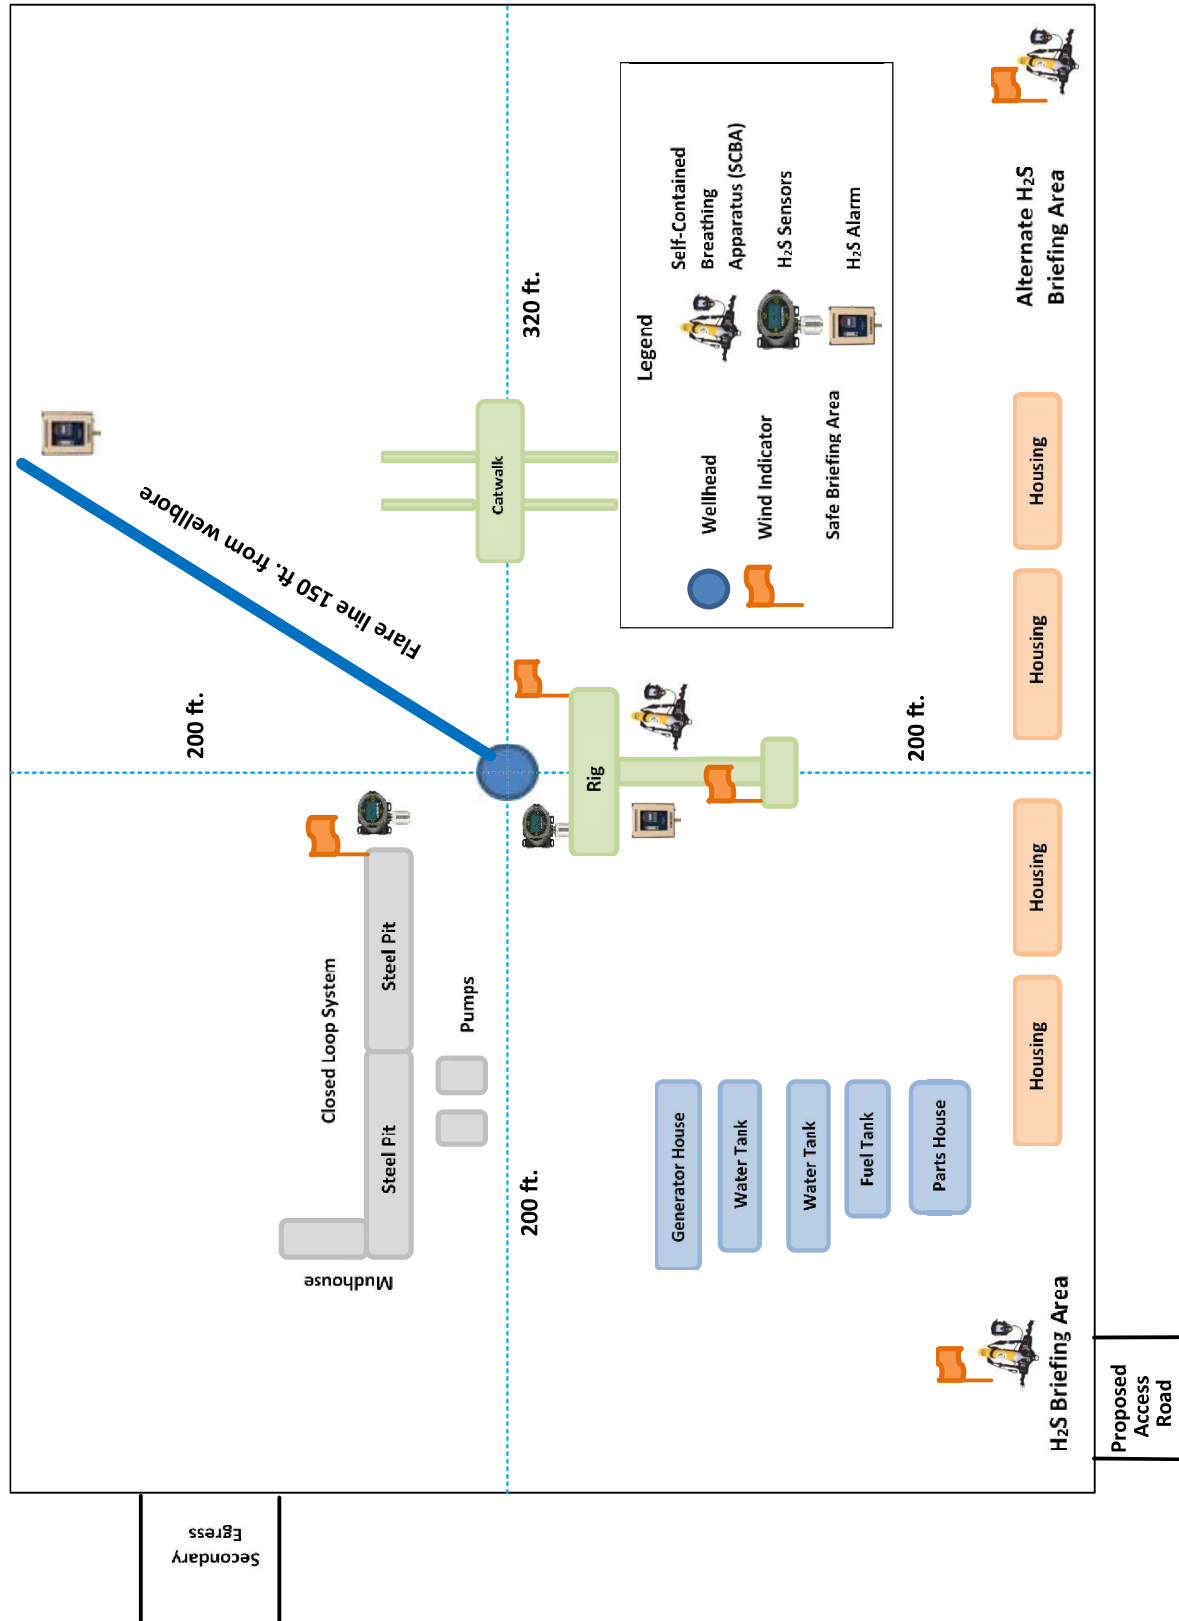 Secondary
Egress
200 ft.
Flare line 150 ft. from wellbore
Closed Loop System
Mudhouse
Steel Pit
Steel Pit
Pumps
200 ft.
320 ft.
Catwalk
Rig
Generator House
Water Tank
Water Tank
Fuel Tank
Parts House
200 ft.
Legend
Wellhead
Wind Indicator
Safe Briefing Area
Self-Contained
Breathing
Apparatus (SCBA)
H₂S Sensors
H₂S Alarm
Housing
Housing
Housing
Housing
H₂S Briefing Area
Alternate H₂S
Briefing Area
Proposed
Access
Road